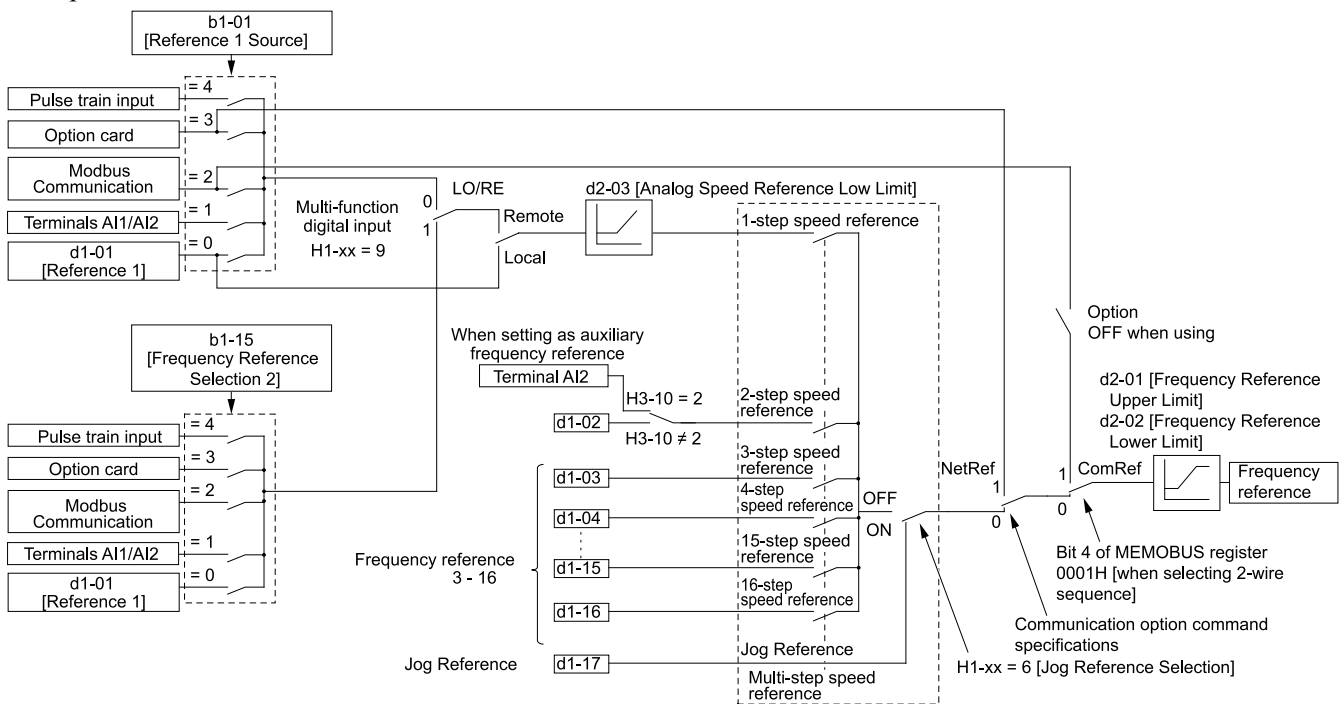 b1-01
[Reference 1 Source]
= 4
Pulse train input
= 3
Option card
Modbus
Communication
= 2
Terminals AI1/AI2
= 1
d1-01
[Reference 1]
= 0
Multi-function
digital input
H1-xx = 9
0
1
LO/RE
Remote
Local
d2-03 [Analog Speed Reference Low Limit]
1-step speed reference
b1-15
[Frequency Reference
Selection 2]
Pulse train input
= 4
Option card
= 3
Modbus
Communication
= 2
Terminals AI1/AI2
= 1
d1-01
[Reference 1]
= 0
When setting as auxiliary
frequency reference
Terminal AI2
H3-10 = 2
d1-02
H3-10 ≠ 2
2-step speed
reference
Frequency reference
3 - 16
d1-03
3-step speed
reference
d1-04
4-step
speed reference
d1-15
15-step speed
reference
d1-16
16-step
speed reference
Jog Reference
d1-17
Jog Reference
Multi-step speed
reference
OFF
ON
H1-xx = 6 [Jog Reference Selection]
NetRef
1
0
Communication option command
specifications
Option
OFF when using
1
0
ComRef
Bit 4 of MEMOBUS register
0001H [when selecting 2-wire
sequence]
d2-01 [Frequency Reference
Upper Limit]
d2-02 [Frequency Reference
Lower Limit]
Frequency
reference